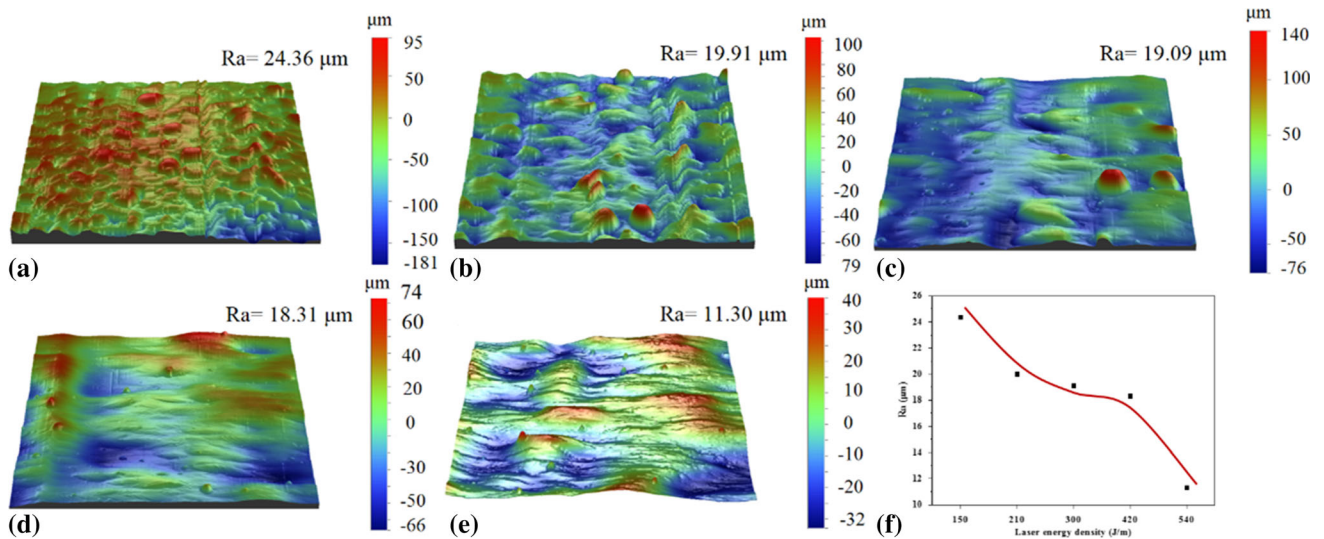 μm
95
Ra= 24.36 μm
50
0
-50
-100
-150
-181
(a)
μm
100
Ra= 19.91 μm
80
60
40
20
0
-20
-40
-60
79
(b)
μm
140
Ra= 19.09 μm
100
50
0
-50
-76
(c)
μm
74
Ra= 18.31 μm
60
40
20
0
-30
-50
-66
(d)
μm
40
Ra= 11.30 μm
30
20
10
0
-10
-20
-32
(e)
26
24
22
20
18
16
14
12
10
Ra (μm)
150 210 300 420 540
Laser energy density (J/m)
(f)